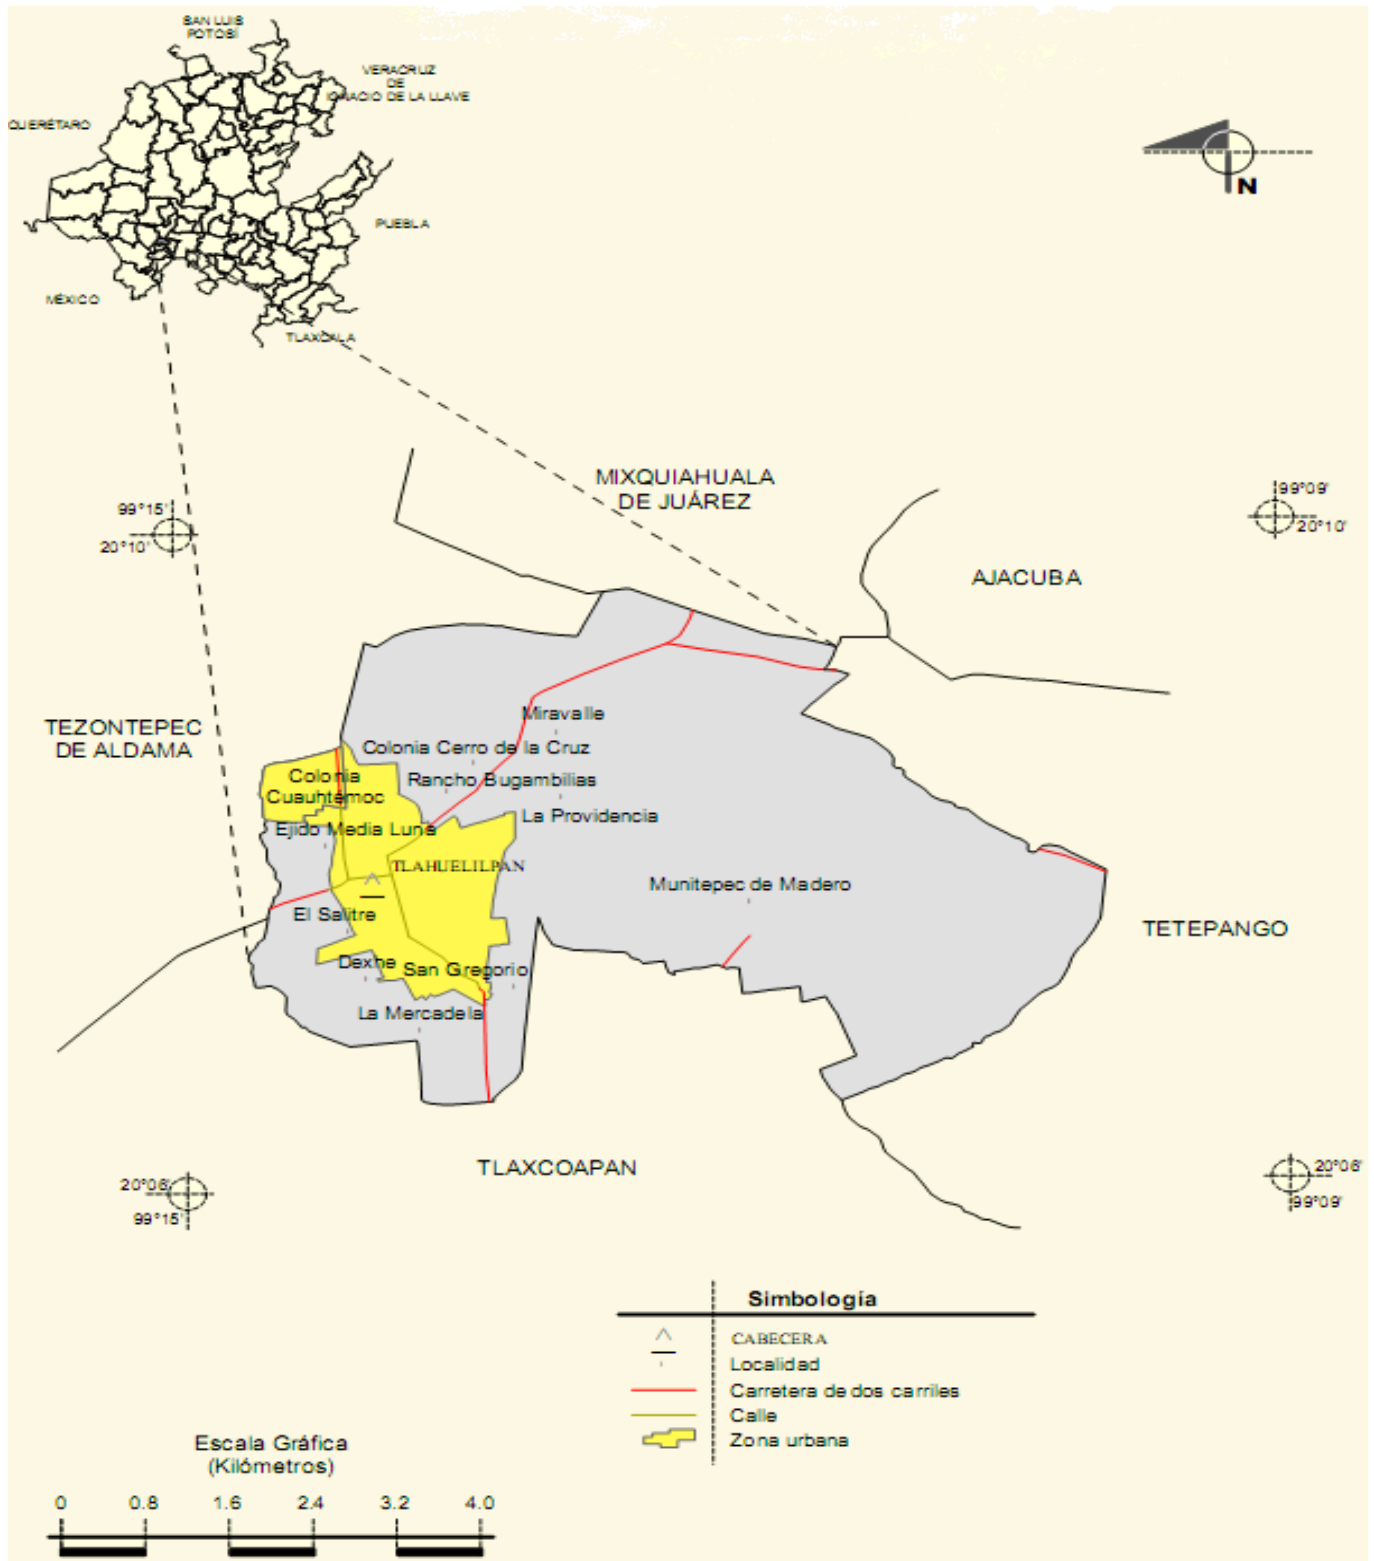 SAN LUIS
POTOSÍ
VERACRUZ
DE
IGNACIO DE LA LLAVE
QUERÉTARO
N
PUEBLA
MÉXICO
TLAXCALA
MIXQUIAHUALA
DE JUÁREZ
99°15'
20°10'
99°09'
20°10'
AJACUBA
TEZONTEPEC
DE ALDAMA
Miravalle
Colonia Cerro de la Cruz
Colonia
Cuauhtémoc
Rancho Bugambilias
La Providencia
Ejido Media Luna
TLAHUELILPAN
Munitepec de Madero
El Salitre
TETEPANGO
Dexhe
San Gregorio
La Mercadela
TLAXCOAPAN
20°06'
99°15'
20°06'
99°09'
Simbología
CABECERA
Localidad
Carretera de dos carriles
Calle
Zona urbana
Escala Gráfica
(Kilómetros)
0 0.8 1.6 2.4 3.2 4.0